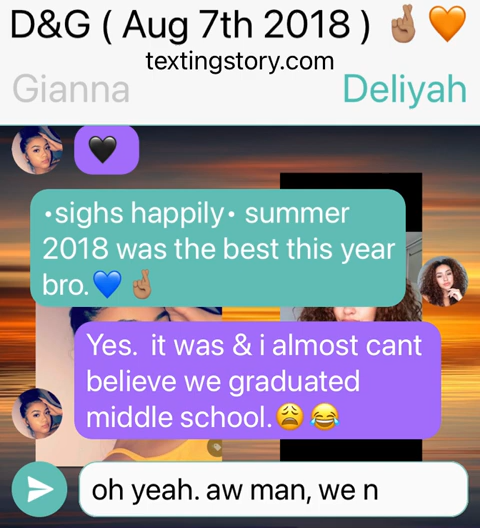 D&G ( Aug 7th 2018 ) 🤞🏽🧡
textingstory.com
Gianna
Deliyah
🖤
•sighs happily• summer
2018 was the best this year
bro.💙🤞🏽
Yes. it was & i almost cant
believe we graduated
middle school.😩😂
oh yeah. aw man, we n